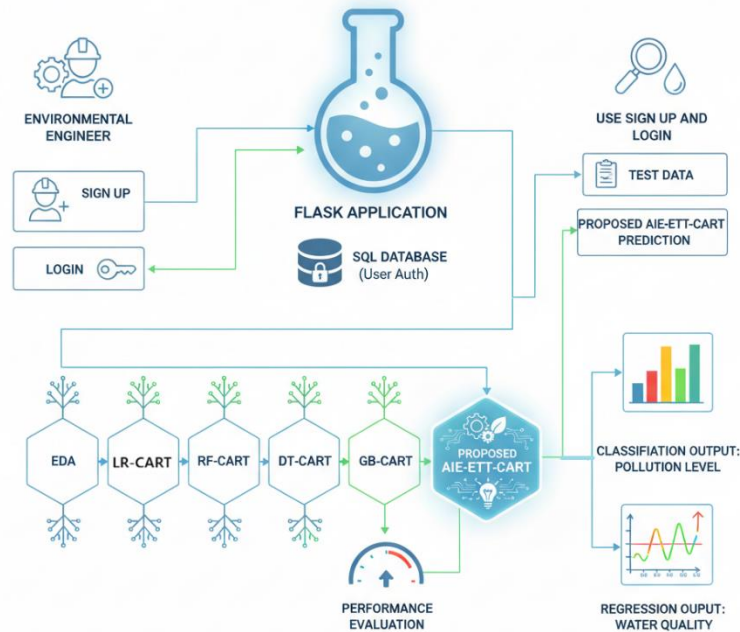 ENVIRONMENTAL
ENGINEER
SIGN UP
LOGIN
FLASK APPLICATION
SQL DATABASE
(User Auth)
USE SIGN UP AND
LOGIN
TEST DATA
PROPOSED AIE-ETT-CART
PREDICTION
EDA
LR-CART
RF-CART
DT-CART
GB-CART
PROPOSED
AIE-ETT-CART
CLASSIFIATION OUTPUT:
POLLUTION LEVEL
PERFORMANCE
EVALUATION
REGRESSION OUPUT:
WATER QUALITY